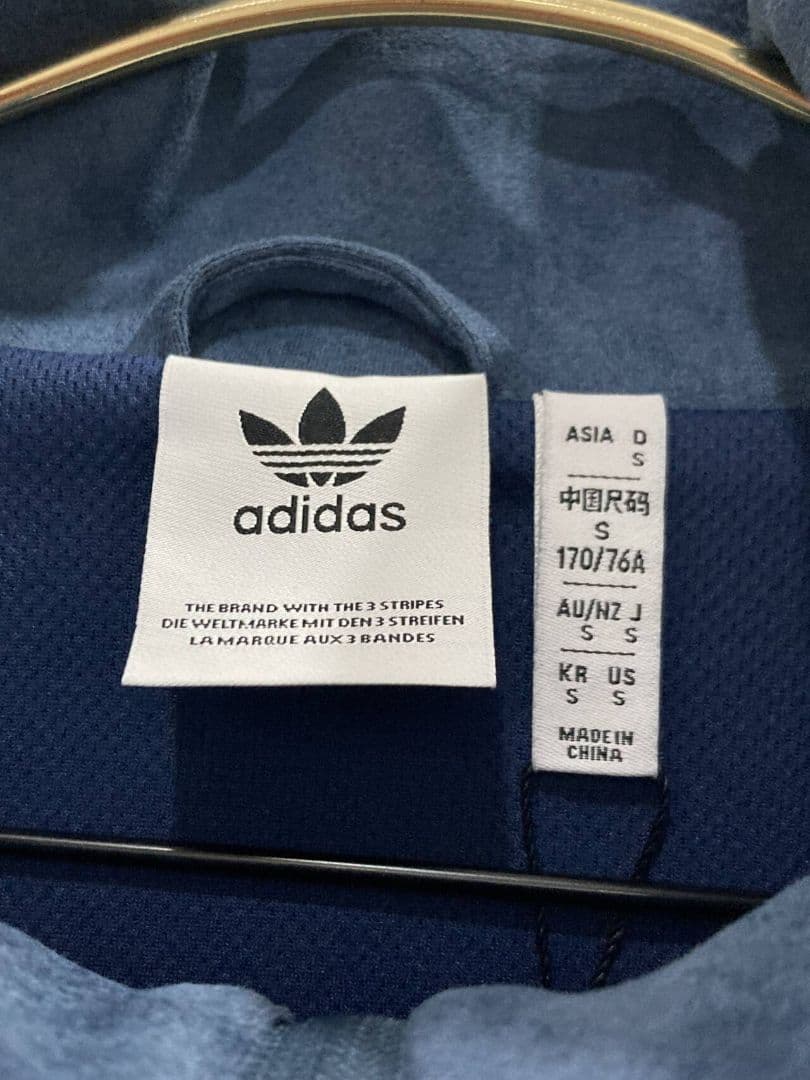 adidas
THE BRAND WITH THE 3 STRIPES
DIE WELTMARKE MIT DEN 3 STREIFEN
LA MARQUE AUX 3 BANDES
ASIA D
S
中国尺码
S
170/76A
AU/NZ J
S S
KR US
S S
MADE IN
CHINA